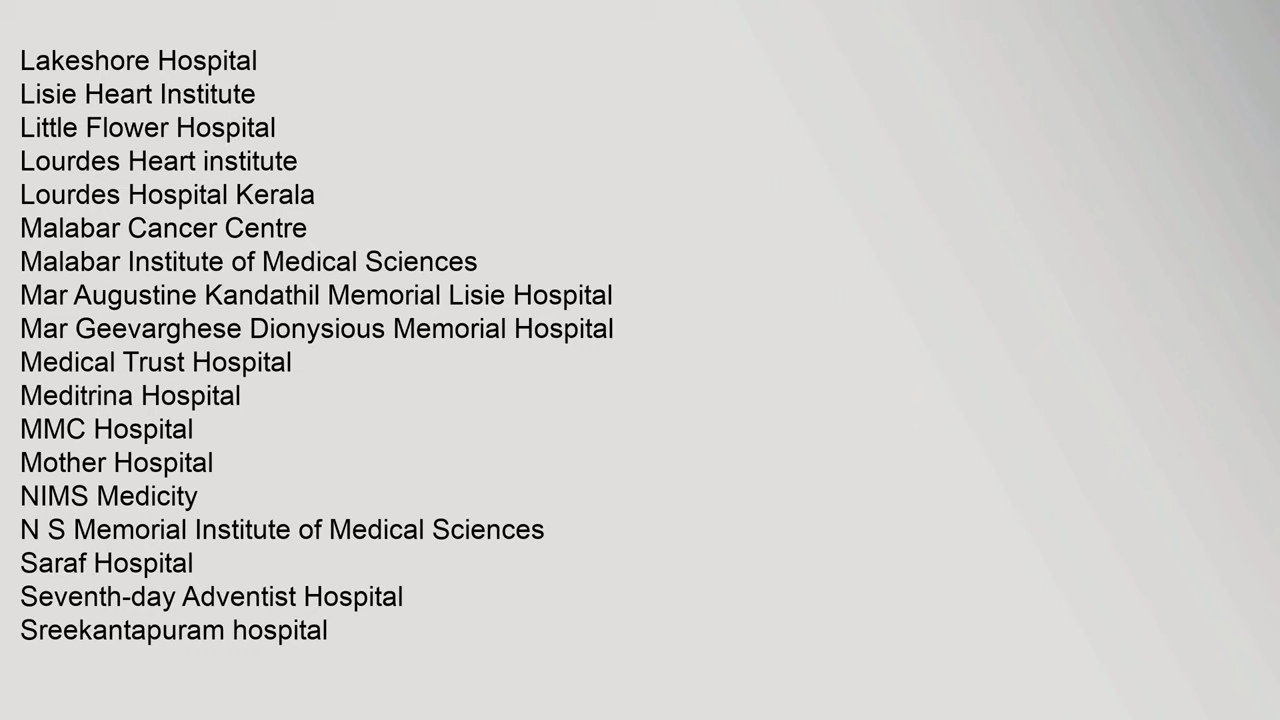 Lakeshore Hospital
Lisie Heart Institute
Little Flower Hospital
Lourdes Heart institute
Lourdes Hospital Kerala
Malabar Cancer Centre
Malabar Institute of Medical Sciences
Mar Augustine Kandathil Memorial Lisie Hospital
Mar Geevarghese Dionysious Memorial Hospital
Medical Trust Hospital
Meditrina Hospital
MMC Hospital
Mother Hospital
NIMS Medicity
N S Memorial Institute of Medical Sciences
Saraf Hospital
Seventh-day Adventist Hospital
Sreekantapuram hospital